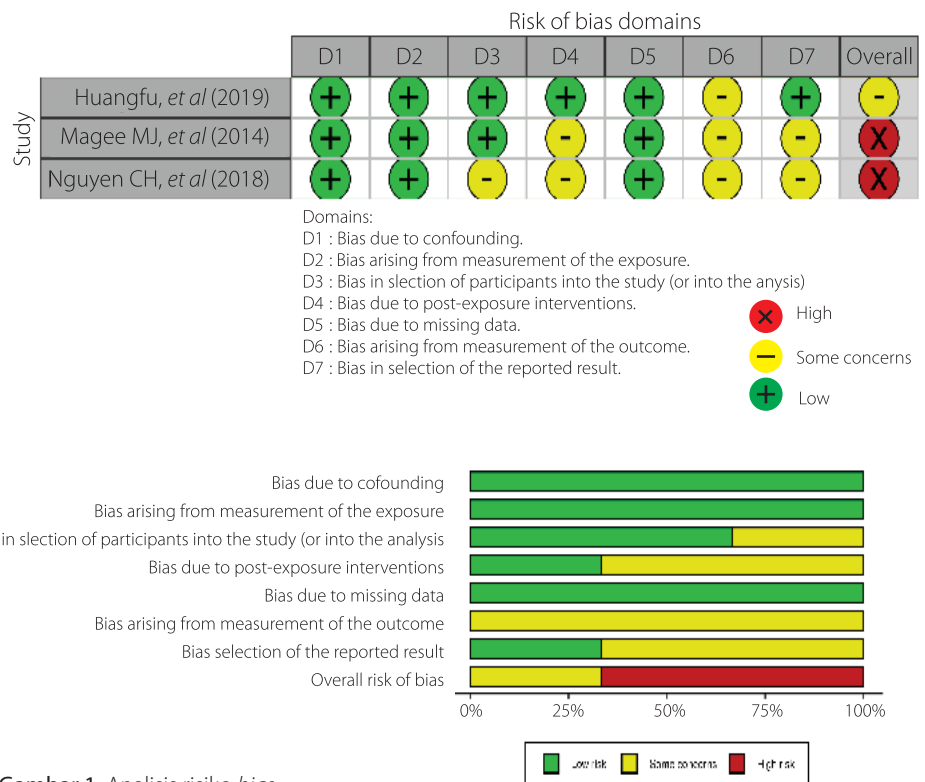 Risk of bias domains
D1 D2 D3 D4 D5 D6 D7 Overall
Study
Huangfu, et al (2019) + + + + + - + -
Magee MJ, et al (2014) + + + - + - - X
Nguyen CH, et al (2018) + + - - + - - X
Domains:
D1 : Bias due to confounding.
D2 : Bias arising from measurement of the exposure.
D3 : Bias in slection of participants into the study (or into the anysis)
D4 : Bias due to post-exposure interventions.
D5 : Bias due to missing data.
D6 : Bias arising from measurement of the outcome.
D7 : Bias in selection of the reported result.
× High
− Some concerns
+ Low
Bias due to cofounding
Bias arising from measurement of the exposure
in slection of participants into the study (or into the analysis
Bias due to post-exposure interventions
Bias due to missing data
Bias arising from measurement of the outcome
Bias selection of the reported result
Overall risk of bias
0% 25% 50% 75% 100%
Low risk Some concerns High risk
Gambar 1. Analisis risiko bias